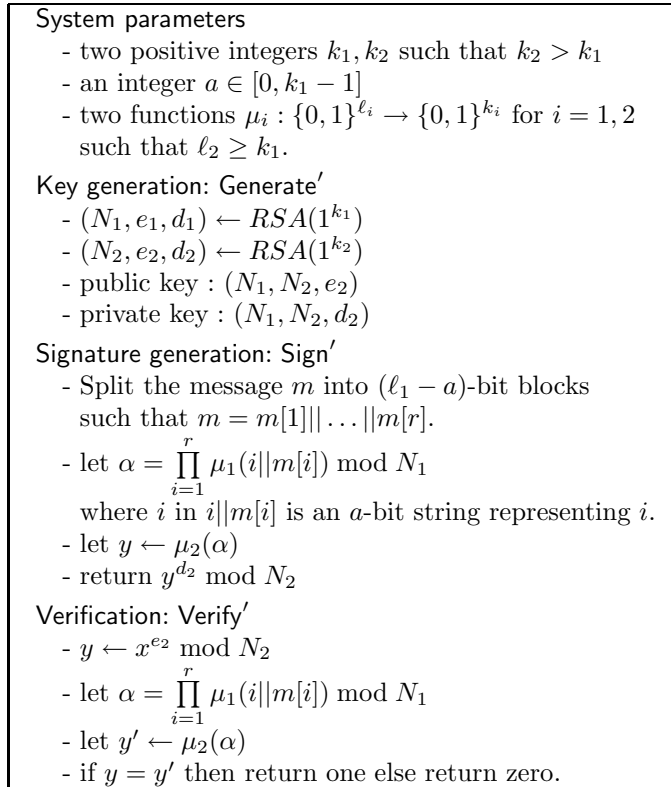 System parameters
- two positive integers k₁, k₂ such that k₂ > k₁
- an integer a ∈ [0, k₁ − 1]
- two functions μᵢ : {0, 1}^{ℓᵢ} → {0, 1}^{kᵢ} for i = 1, 2
such that ℓ₂ ≥ k₁.
Key generation: Generate′
- (N₁, e₁, d₁) ← RSA(1^{k₁})
- (N₂, e₂, d₂) ← RSA(1^{k₂})
- public key : (N₁, N₂, e₂)
- private key : (N₁, N₂, d₂)
Signature generation: Sign′
- Split the message m into (ℓ₁ − a)-bit blocks
such that m = m[1]|| . . . ||m[r].
- let α = ∏_{i=1}^{r} μ₁(i||m[i]) mod N₁
where i in i||m[i] is an a-bit string representing i.
- let y ← μ₂(α)
- return y^{d₂} mod N₂
Verification: Verify′
- y ← x^{e₂} mod N₂
- let α = ∏_{i=1}^{r} μ₁(i||m[i]) mod N₁
- let y′ ← μ₂(α)
- if y = y′ then return one else return zero.